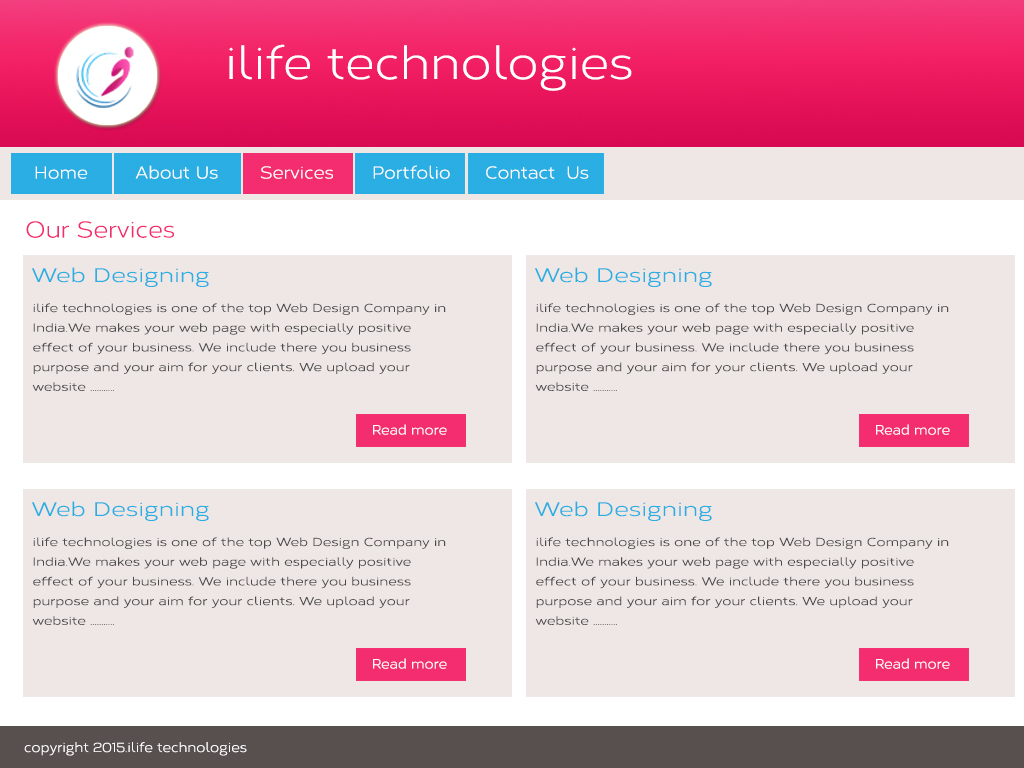 ilife technologies
Home About Us Services Portfolio Contact Us
Our Services
Web Designing
ilife technologies is one of the top Web Design Company in
India.We makes your web page with especially positive
effect of your business. We include there you business
purpose and your aim for your clients. We upload your
website ...........
Read more
Web Designing
ilife technologies is one of the top Web Design Company in
India.We makes your web page with especially positive
effect of your business. We include there you business
purpose and your aim for your clients. We upload your
website ...........
Read more
Web Designing
ilife technologies is one of the top Web Design Company in
India.We makes your web page with especially positive
effect of your business. We include there you business
purpose and your aim for your clients. We upload your
website ...........
Read more
Web Designing
ilife technologies is one of the top Web Design Company in
India.We makes your web page with especially positive
effect of your business. We include there you business
purpose and your aim for your clients. We upload your
website ...........
Read more
copyright 2015.ilife technologies